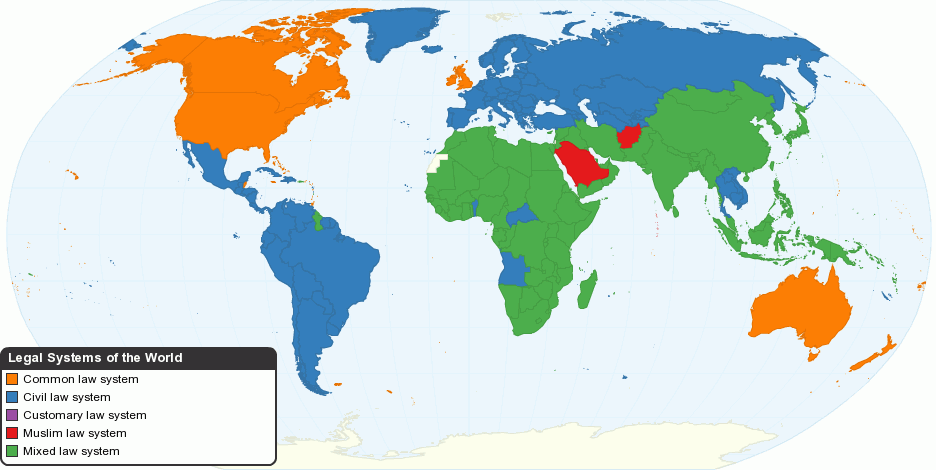 Legal Systems of the World
Common law system
Civil law system
Customary law system
Muslim law system
Mixed law system